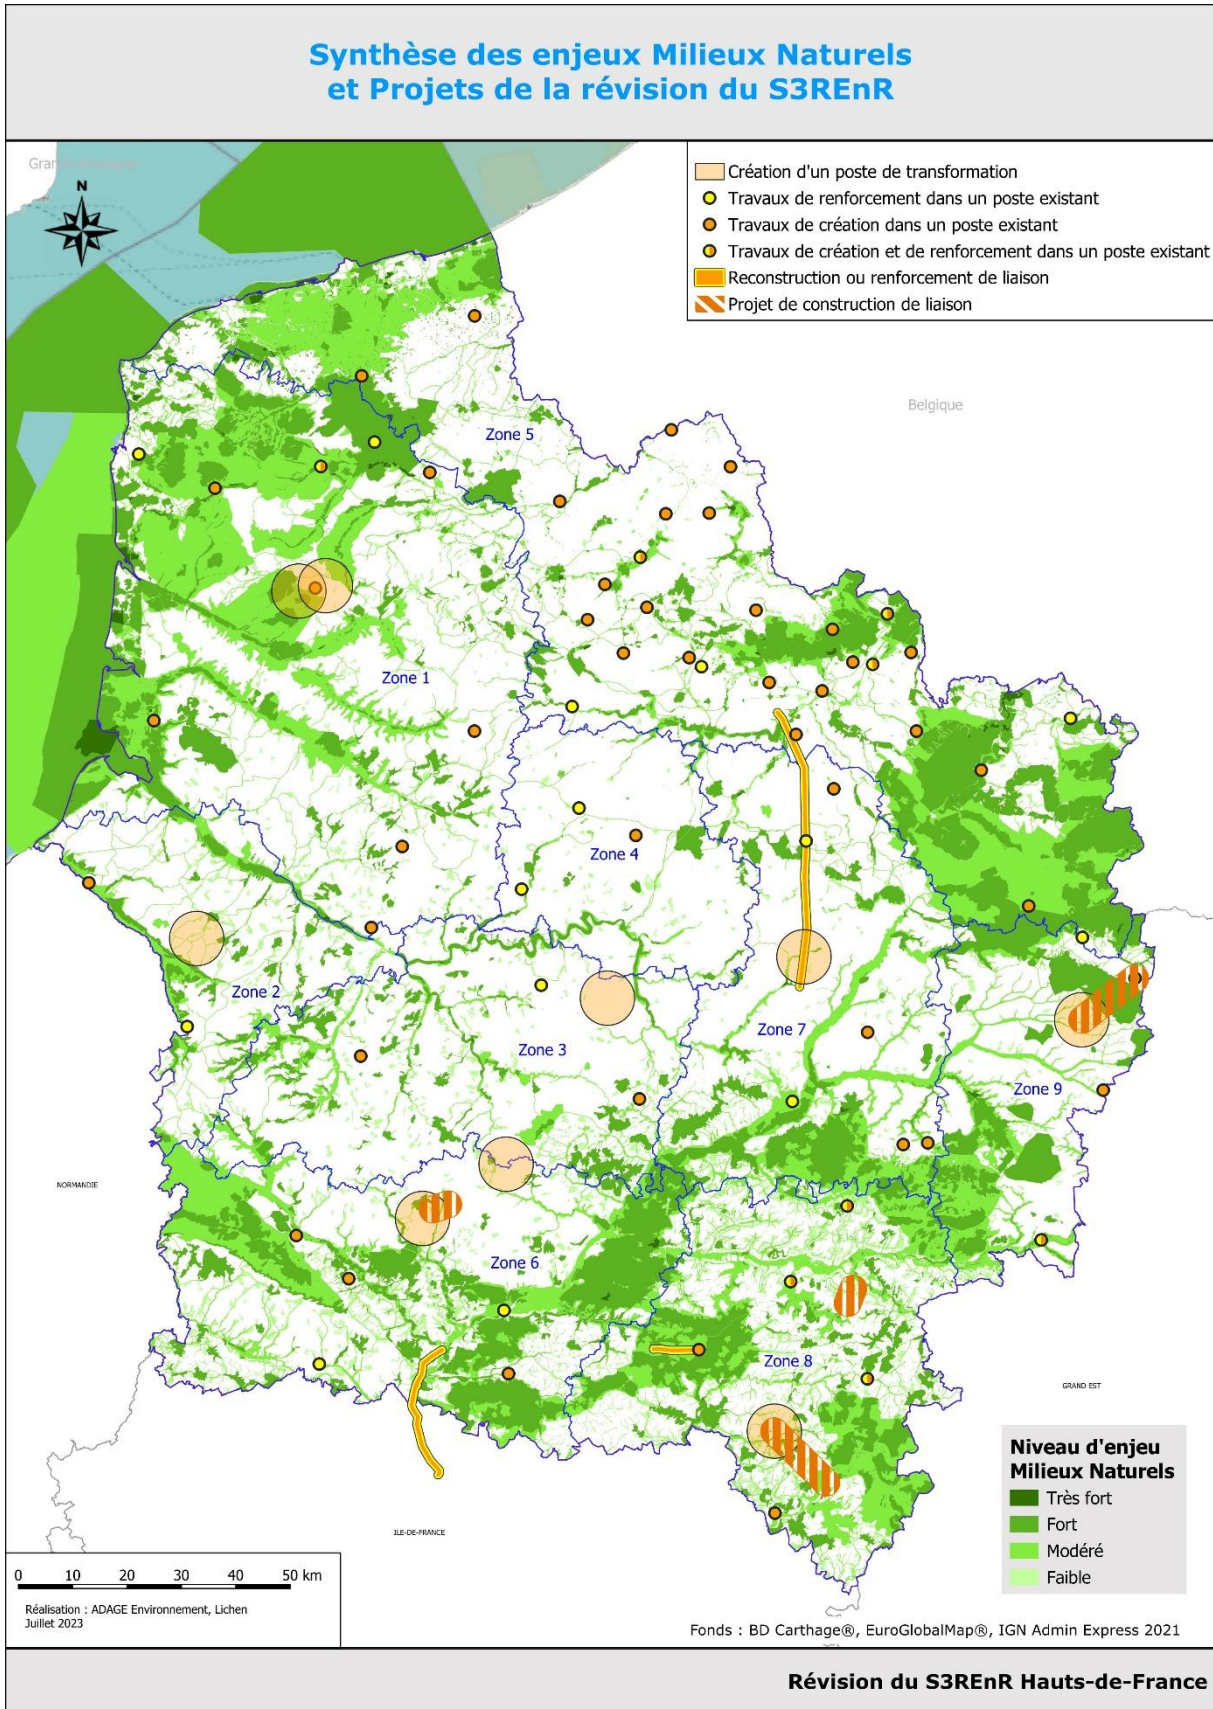 Synthèse des enjeux Milieux Naturels
et Projets de la révision du S3REnR
N
Création d'un poste de transformation
Travaux de renforcement dans un poste existant
Travaux de création dans un poste existant
Travaux de création et de renforcement dans un poste existant
Reconstruction ou renforcement de liaison
Projet de construction de liaison
Belgique
Zone 5
Zone 1
Zone 4
Zone 2
Zone 3
Zone 7
Zone 9
NORMANDIE
Zone 6
Zone 8
GRAND EST
ILE-DE-FRANCE
Niveau d'enjeu
Milieux Naturels
Très fort
Fort
Modéré
Faible
0 10 20 30 40 50 km
Réalisation : ADAGE Environnement, Lichen
Juillet 2023
Fonds : BD Carthage®, EuroGlobalMap®, IGN Admin Express 2021
Révision du S3REnR Hauts-de-France